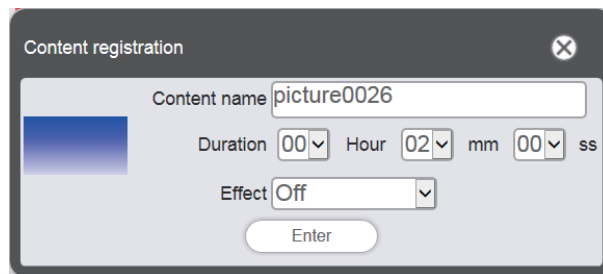 Content registration
Content name picture0026
Duration 00 Hour 02 mm 00 ss
Effect Off
Enter